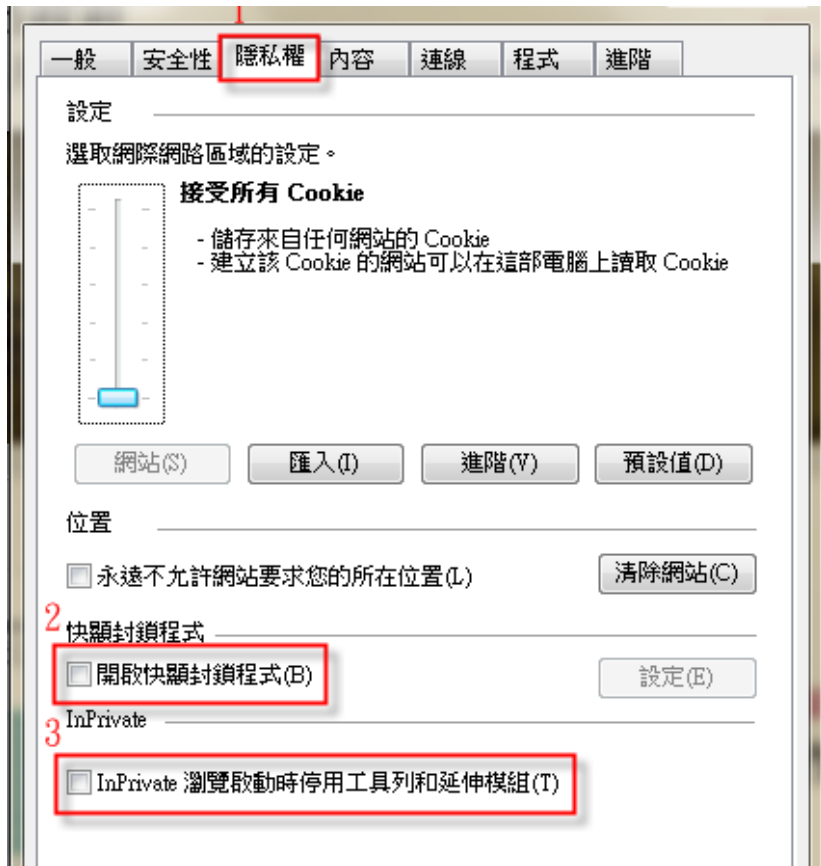 1
一般 安全性 隱私權 內容 連線 程式 進階
設定
選取網際網路區域的設定。
接受所有 Cookie
- 儲存來自任何網站的 Cookie
- 建立該 Cookie 的網站可以在這部電腦上讀取 Cookie
網站(S) 匯入(I) 進階(V) 預設值(D)
位置
永遠不允許網站要求您的所在位置(L) 清除網站(C)
2
快顯封鎖程式
開啟快顯封鎖程式(B) 設定(E)
InPrivate
3
InPrivate 瀏覽啟動時停用工具列和延伸模組(T)